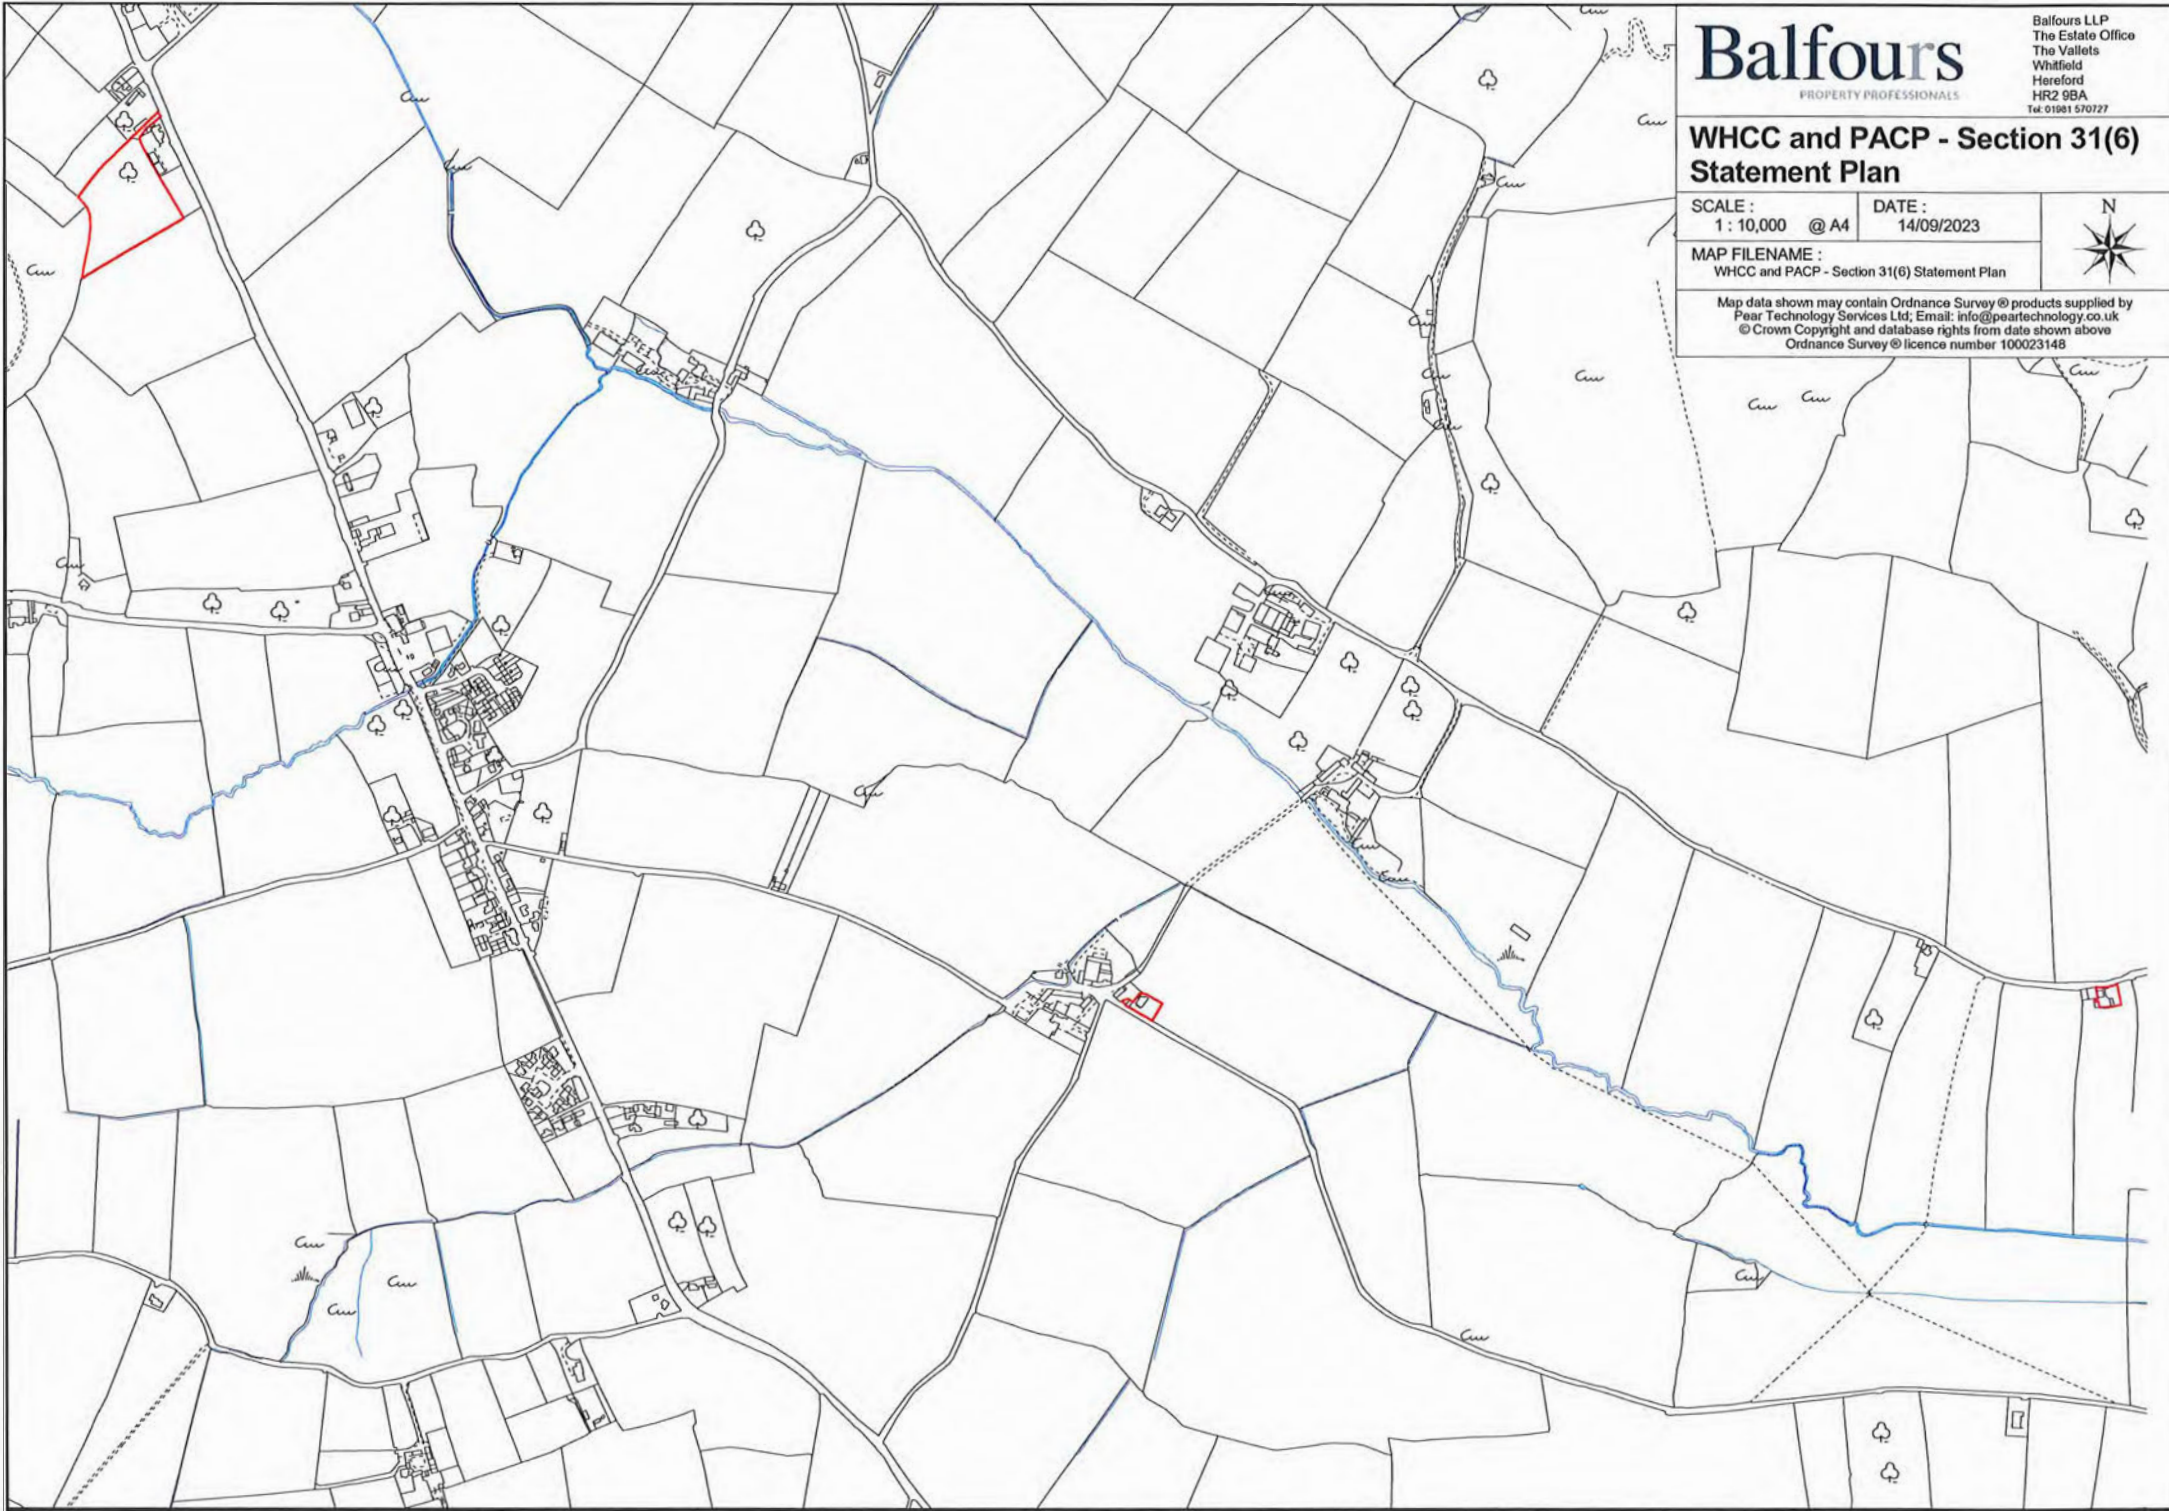 Balfours
PROPERTY PROFESSIONALS
Balfours LLP
The Estate Office
The Vallets
Whitfield
Hereford
HR2 9BA
Tel: 01981 570727
WHCC and PACP - Section 31(6)
Statement Plan
SCALE :
1 : 10,000 @ A4
DATE :
14/09/2023
N
MAP FILENAME :
WHCC and PACP - Section 31(6) Statement Plan
Map data shown may contain Ordnance Survey ® products supplied by
Pear Technology Services Ltd; Email: info@peartechnology.co.uk
© Crown Copyright and database rights from date shown above
Ordnance Survey ® licence number 100023148